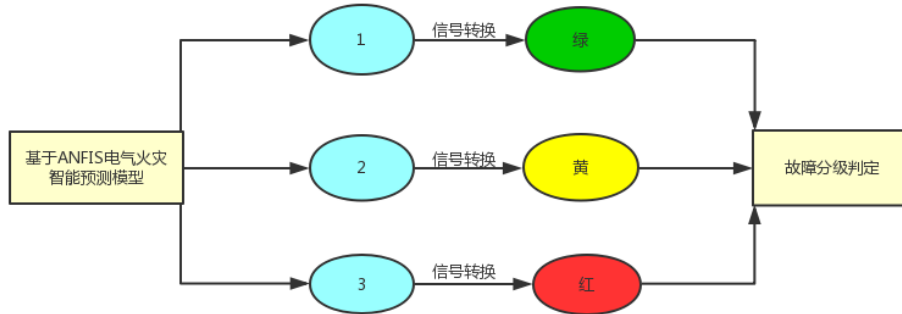 1
信号转换
绿
基于ANFIS电气火灾
智能预测模型
2
信号转换
黄
故障分级判定
3
信号转换
红